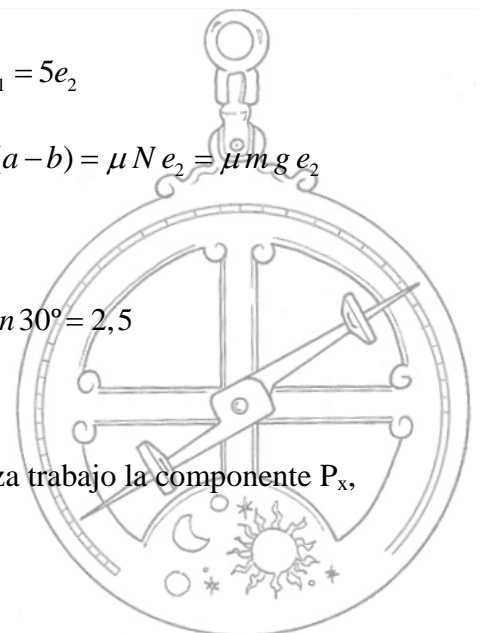 ₁ = 5e₂
(a − b) = μ N e₂ = μ m g e₂
n 30º = 2,5
za trabajo la componente Pₓ,